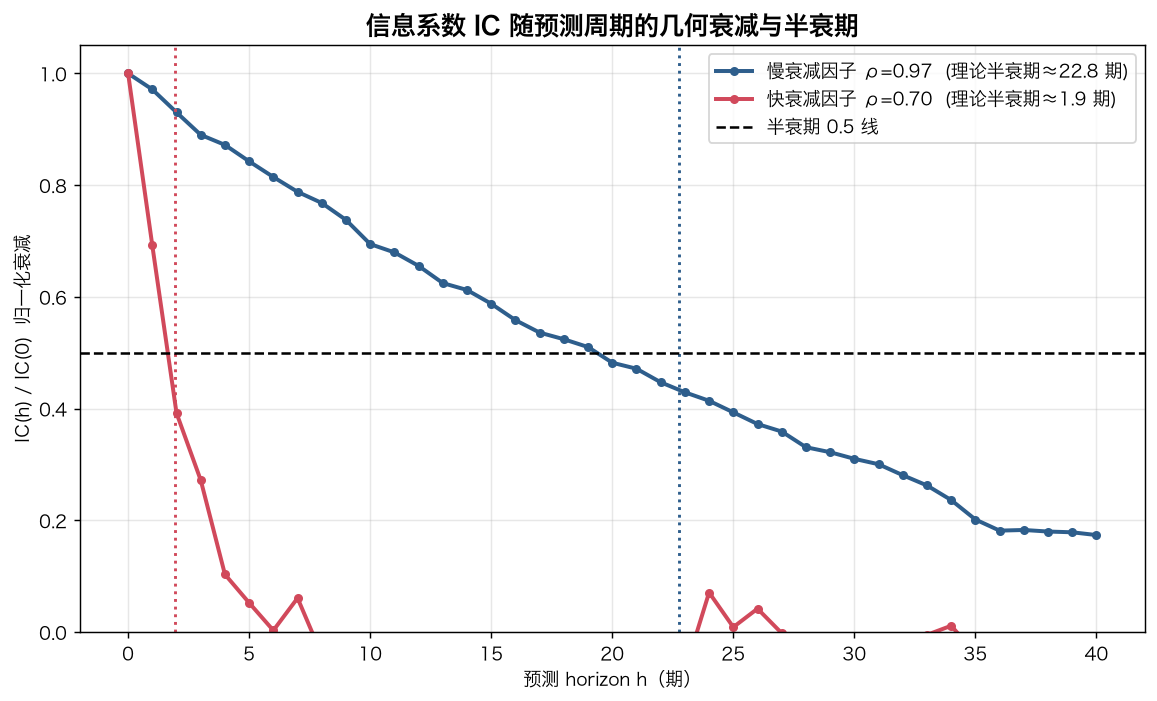 信息系数 IC 随预测周期的几何衰减与半衰期
慢衰减因子 ρ=0.97 (理论半衰期≈22.8 期)
快衰减因子 ρ=0.70 (理论半衰期≈1.9 期)
半衰期 0.5 线
IC(h) / IC(0) 归一化衰减
1.0
0.8
0.6
0.4
0.2
0.0
0 5 10 15 20 25 30 35 40
预测 horizon h（期）